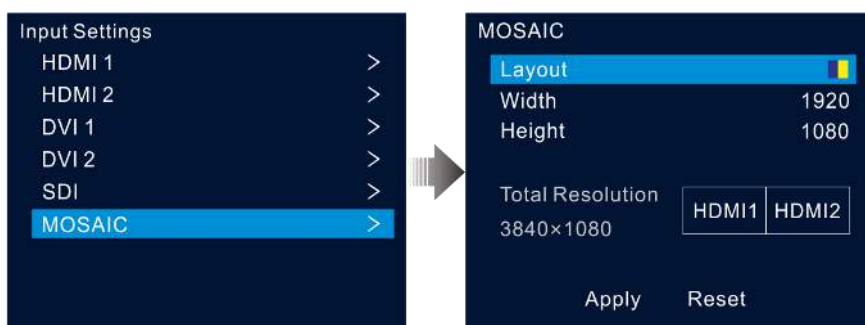 Input Settings
HDMI 1 >
HDMI 2 >
DVI 1 >
DVI 2 >
SDI >
MOSAIC >
MOSAIC
Layout
Width 1920
Height 1080
Total Resolution
3840×1080
HDMI1 HDMI2
Apply Reset